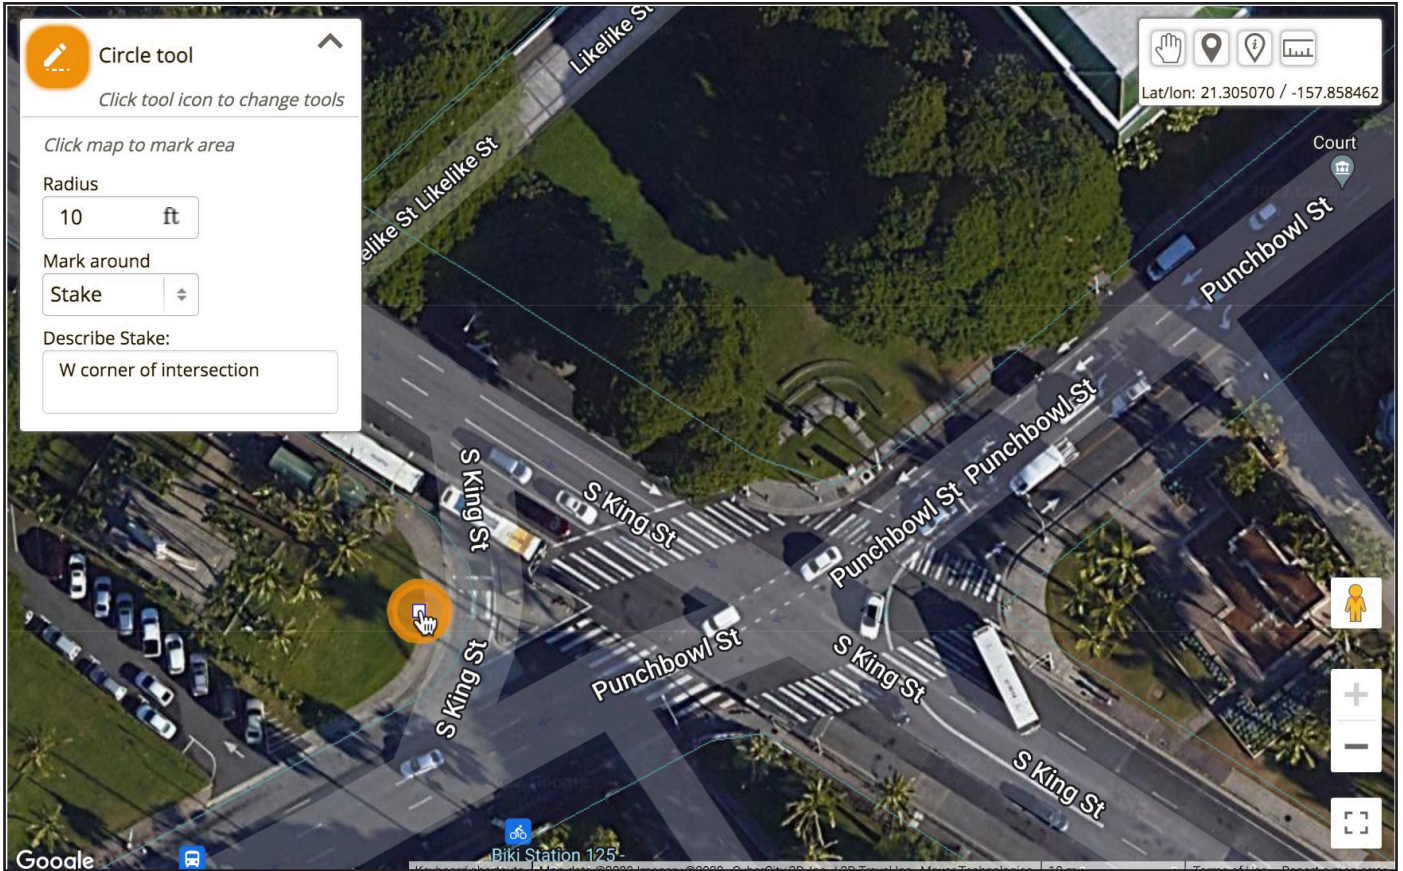 Circle tool
Click tool icon to change tools
Click map to mark area
Radius
10 ft
Mark around
Stake
Describe Stake:
W corner of intersection
Lat/lon: 21.305070 / -157.858462
Court
Likelike St
Likelike St
elike St
Punchbowl St
Punchbowl St
Punchbowl St
S King St
S King St
S King St
Punchbowl St
S King St
S King St
Google
Biki Station 125 -